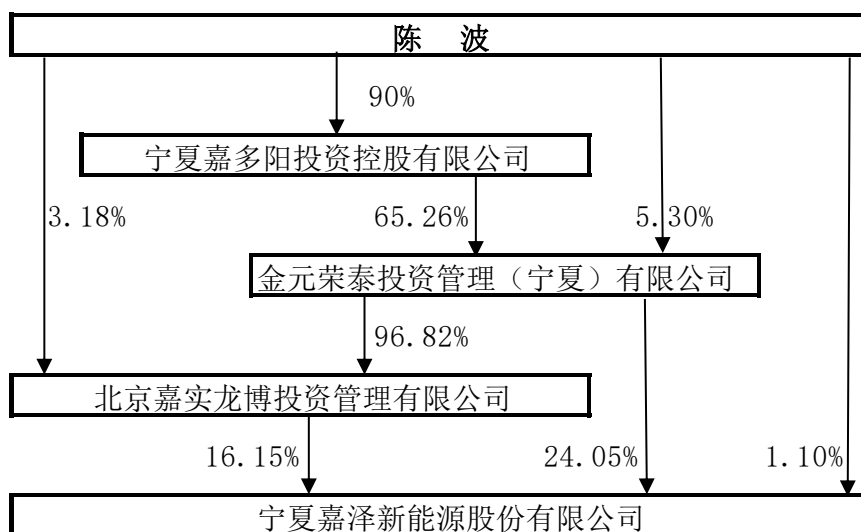 陈 波
90%
宁夏嘉多阳投资控股有限公司
3.18% 65.26% 5.30%
金元荣泰投资管理（宁夏）有限公司
96.82%
北京嘉实龙博投资管理有限公司
16.15% 24.05% 1.10%
宁夏嘉泽新能源股份有限公司